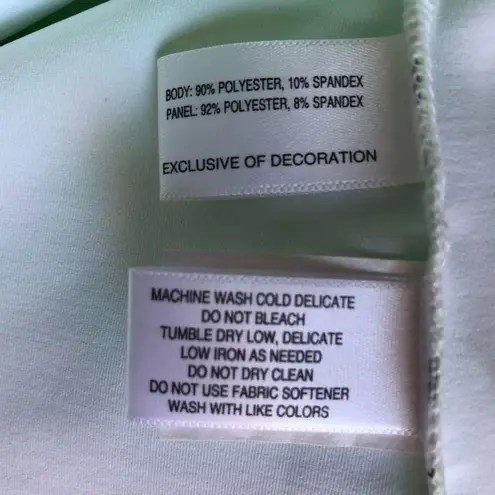 BODY: 90% POLYESTER, 10% SPANDEX
PANEL: 92% POLYESTER, 8% SPANDEX
EXCLUSIVE OF DECORATION
MACHINE WASH COLD DELICATE
DO NOT BLEACH
TUMBLE DRY LOW, DELICATE
LOW IRON AS NEEDED
DO NOT DRY CLEAN
DO NOT USE FABRIC SOFTENER
WASH WITH LIKE COLORS